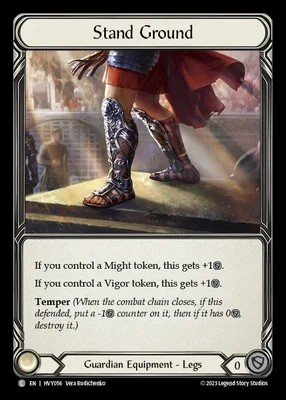 Stand Ground
If you control a Might token, this gets +1.
If you control a Vigor token, this gets +1.
Temper (When the combat chain closes, if this
defended, put a -1 counter on it, then if it has 0,
destroy it.)
Guardian Equipment - Legs
0
C EN | HVY056 Vera Rudichenko
©2023 Legend Story Studios